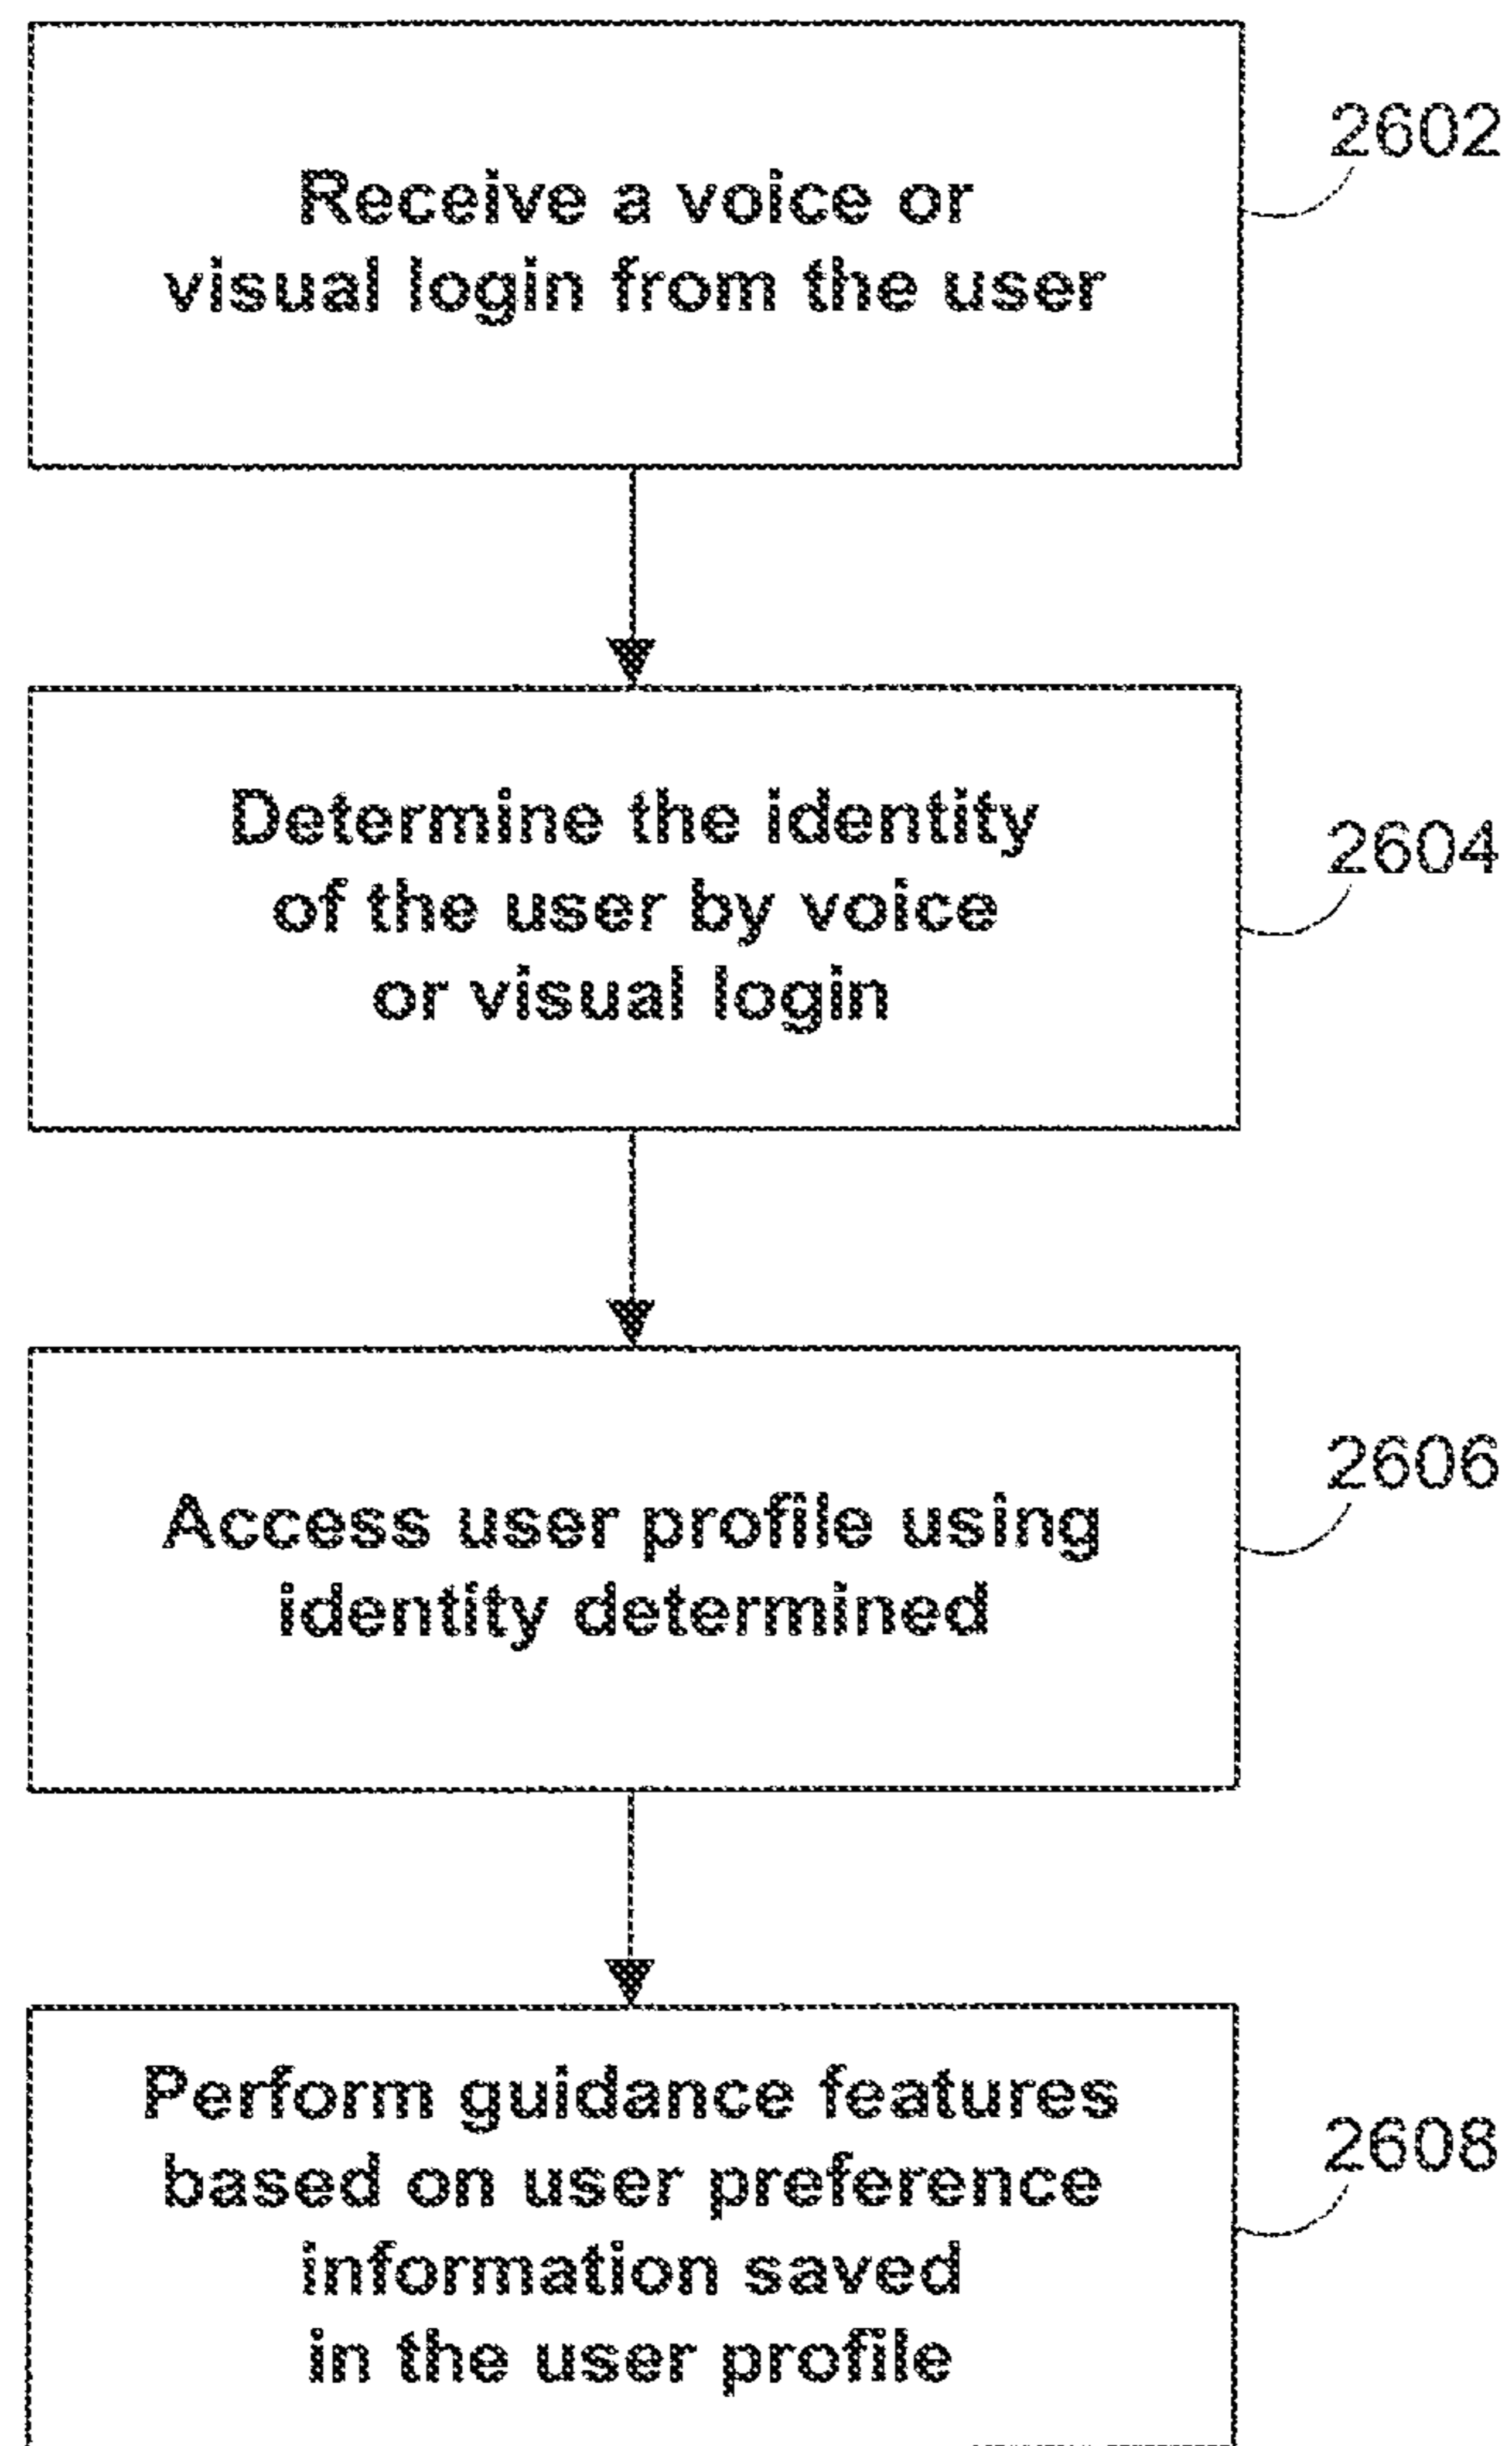 Receive a voice or
visual login from the user
2602
Determine the identity
of the user by voice
or visual login
2604
Access user profile using
identity determined
2606
Perform guidance features
based on user preference
information saved
in the user profile
2608